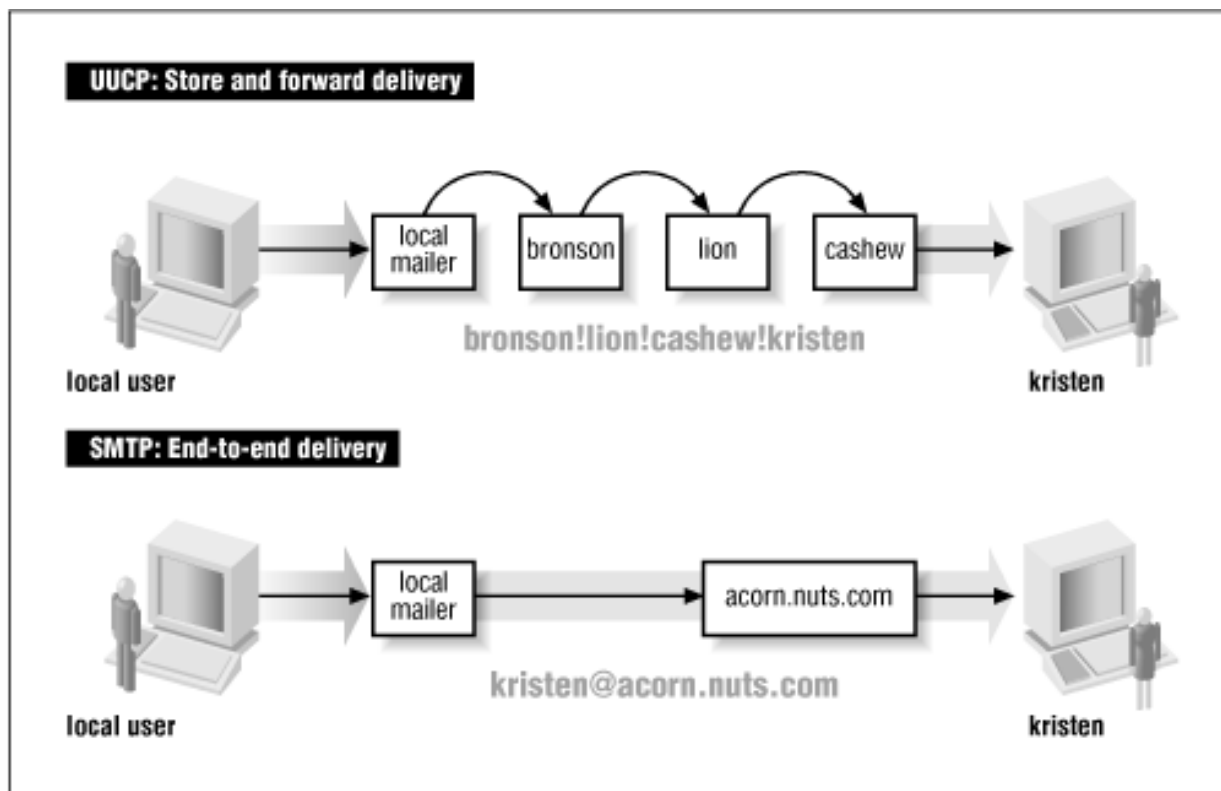 UUCP: Store and forward delivery
local
mailer
bronson
lion
cashew
bronson!lion!cashew!kristen
local user
kristen
SMTP: End-to-end delivery
local
mailer
acorn.nuts.com
kristen@acorn.nuts.com
local user
kristen